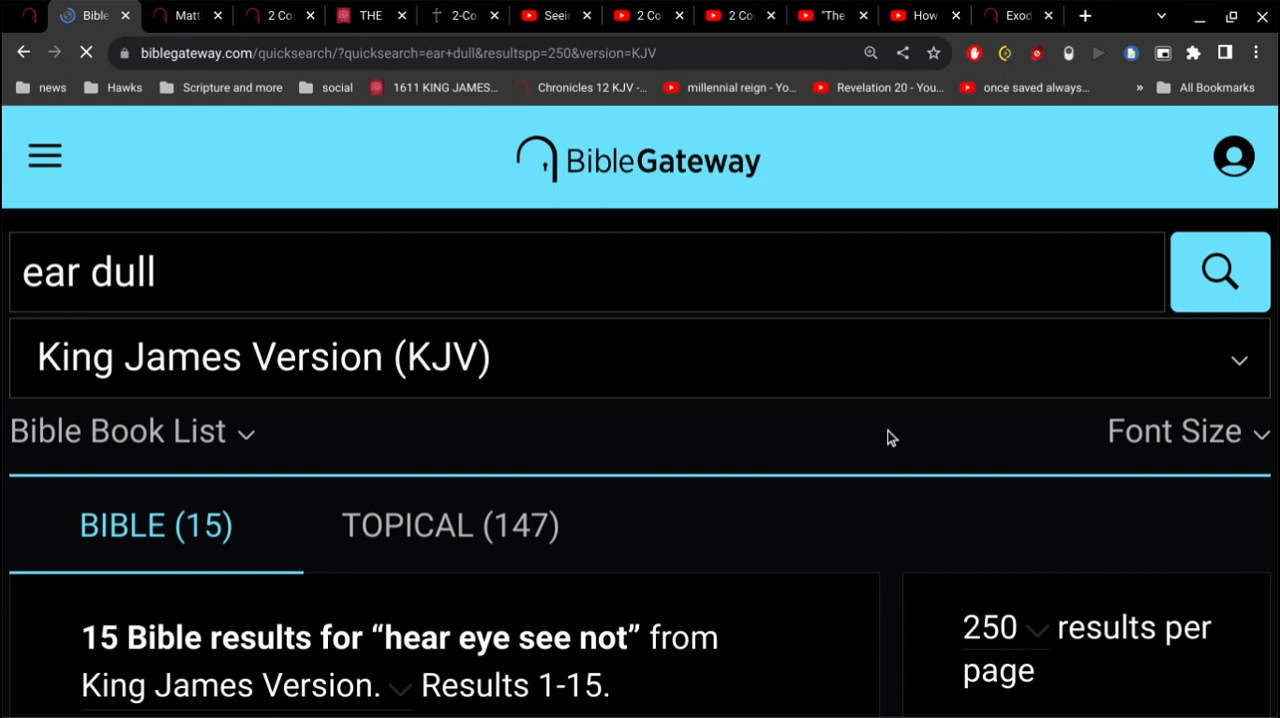 Bible
Matt
2 Co
THE
2-Co
Seein
2 Co
2 Co
"The
How
Exod
biblegateway.com/quicksearch/?quicksearch=ear+dull&resultspp=250&version=KJV
news
Hawks
Scripture and more
social
1611 KING JAMES...
Chronicles 12 KJV -...
millennial reign - Yo...
Revelation 20 - You...
once saved always...
»
All Bookmarks
BibleGateway
ear dull
King James Version (KJV)
Bible Book List
Font Size
BIBLE (15)
TOPICAL (147)
15 Bible results for “hear eye see not” from
King James Version. Results 1-15.
250 results per
page